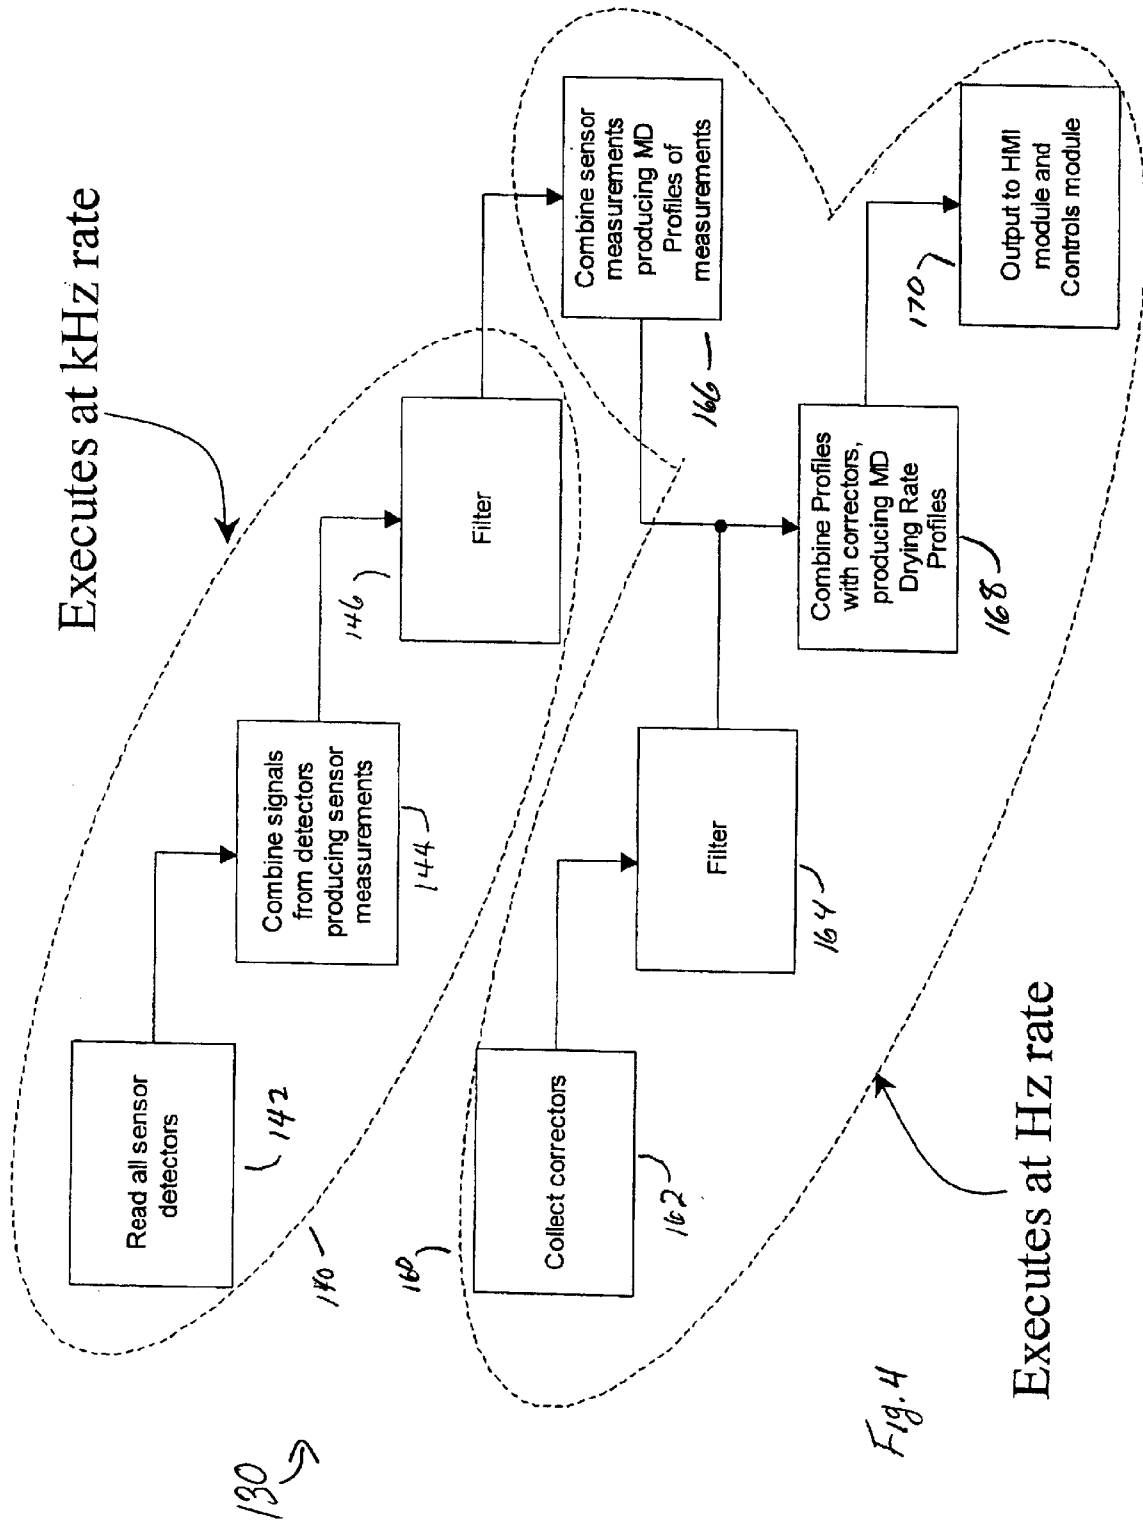 Executes at kHz rate
Read all sensor
detectors
142
Combine signals
from detectors
producing sensor
measurements
144
Filter
146
140
Combine sensor
measurements
producing MD
Profiles of
measurements
166
160
Collect correctors
162
Filter
164
Combine Profiles
with correctors,
producing MD
Drying Rate
Profiles
168
Output to HMI
module and
Controls module
170
130
Executes at Hz rate
Fig. 4